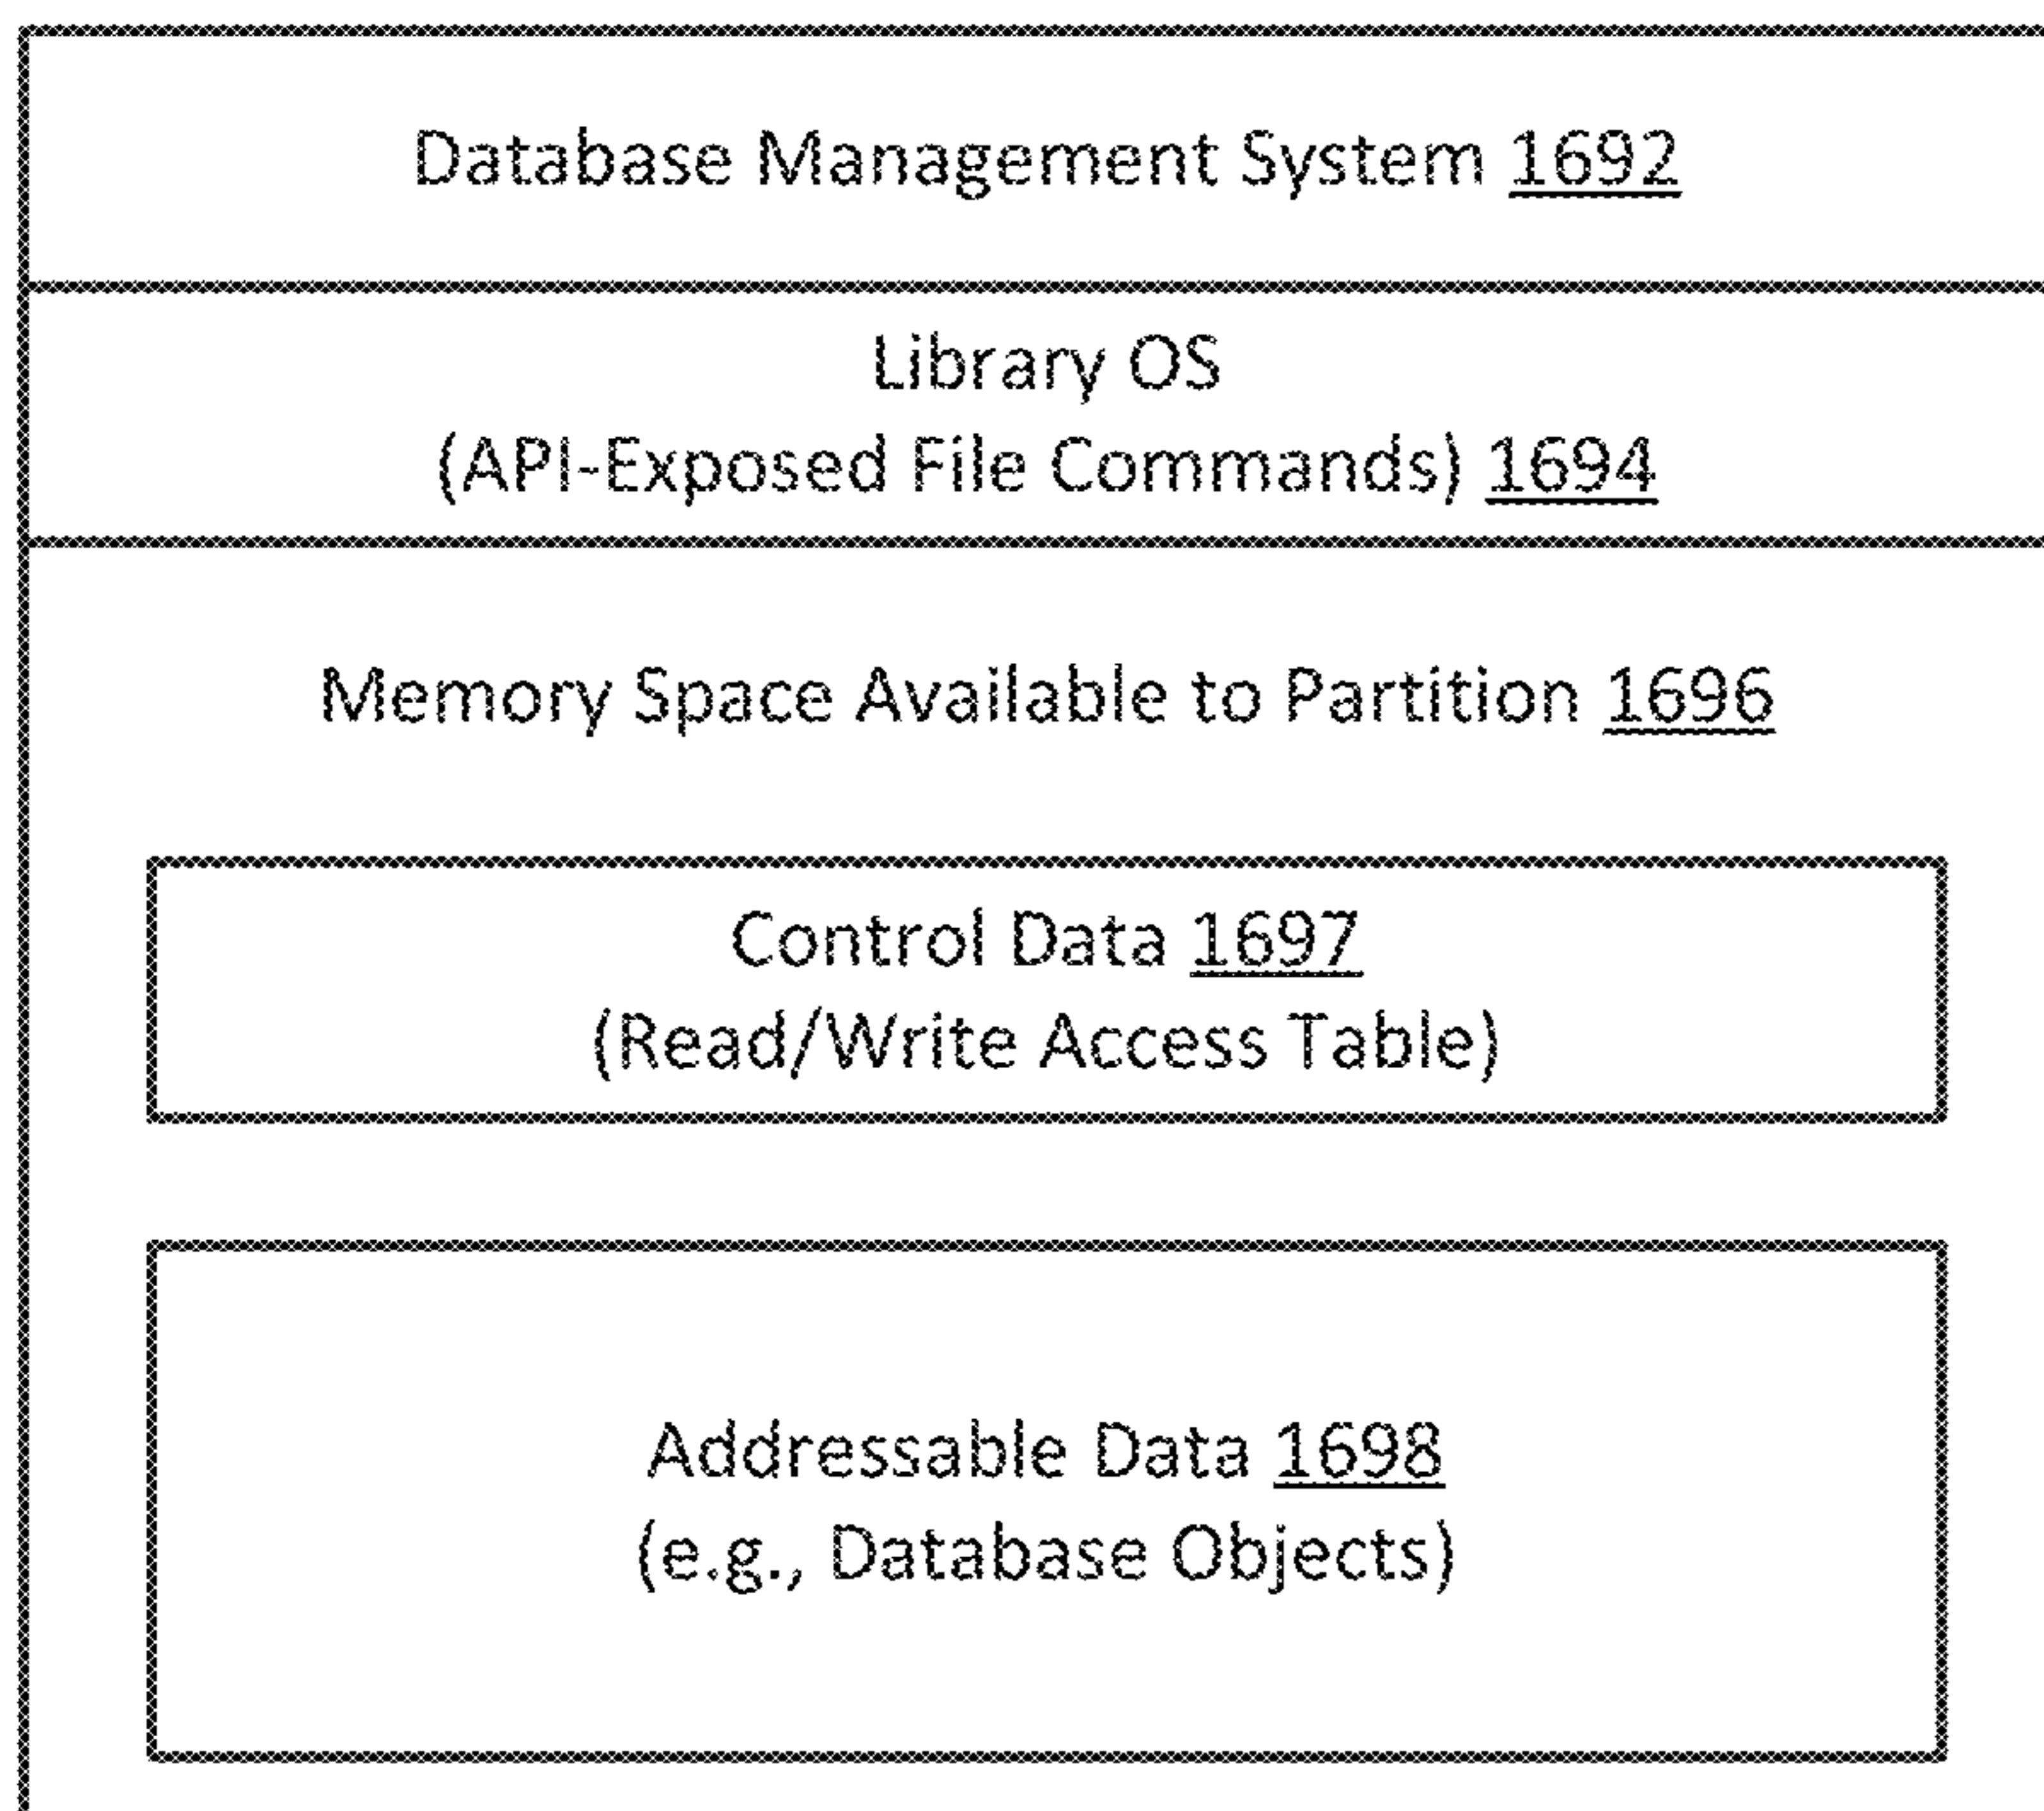 Database Management System 1692
Library OS
(API-Exposed File Commands) 1694
Memory Space Available to Partition 1696
Control Data 1697
(Read/Write Access Table)
Addressable Data 1698
(e.g., Database Objects)